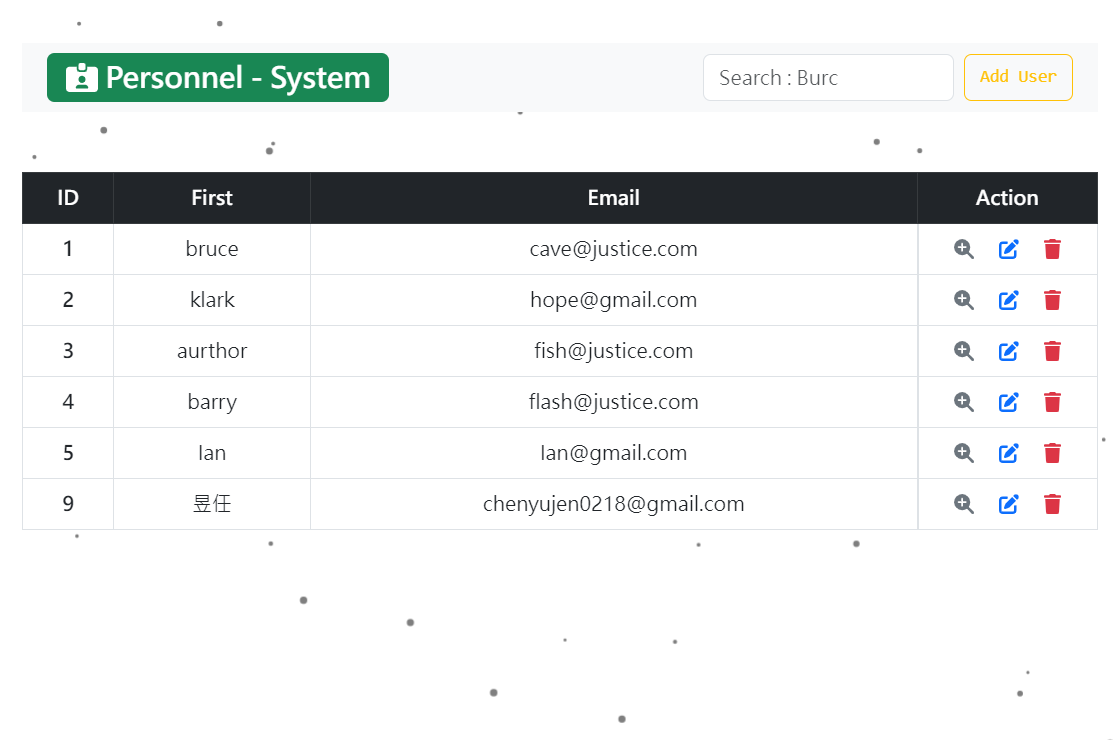 Personnel - System
Search : Burc
Add User
ID First Email Action
1 bruce cave@justice.com
2 klark hope@gmail.com
3 aurthor fish@justice.com
4 barry flash@justice.com
5 Ian Ian@gmail.com
9 昱任 chenyujen0218@gmail.com